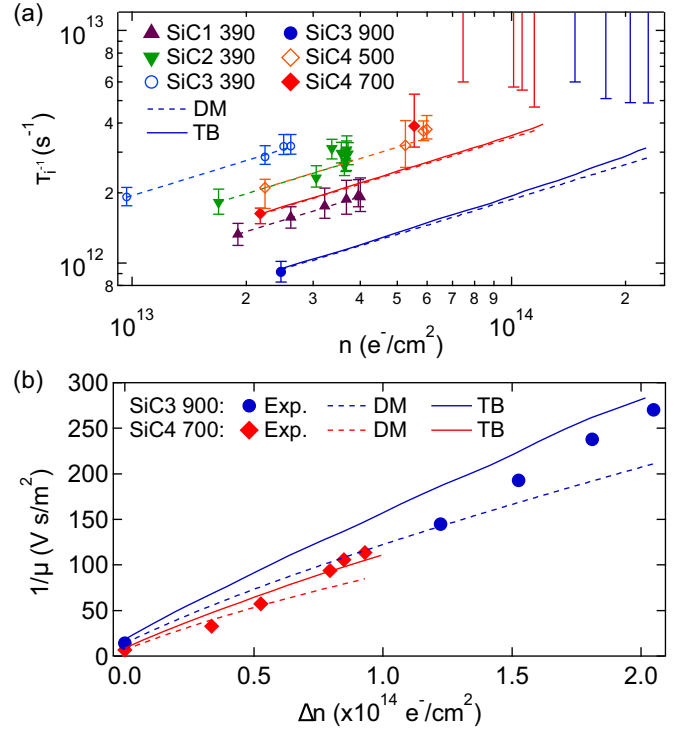 (a)
10^13
SiC1 390
SiC3 900
SiC2 390
SiC4 500
SiC3 390
SiC4 700
DM
TB
8
6
4
2
10^12
8
τ_i^-1 (s^-1)
2 3 4 5 6 7 8 9 2
10^13 10^14
n (e^-/cm^2)
(b)
300
250
200
150
100
50
0
SiC3 900: Exp. DM TB
SiC4 700: Exp. DM TB
1/μ (V s/m^2)
0.0 0.5 1.0 1.5 2.0
Δn (x10^14 e^-/cm^2)